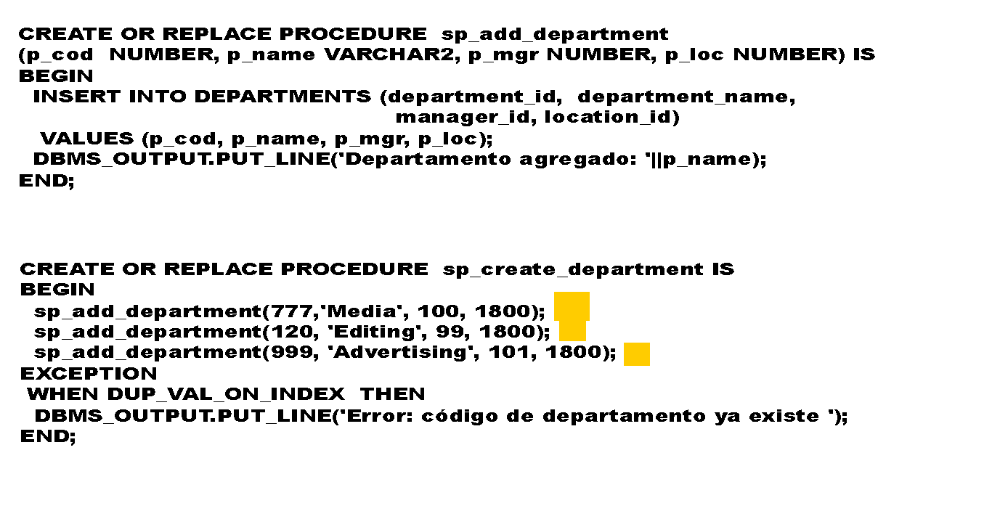 CREATE OR REPLACE PROCEDURE  sp_add_department
(p_cod  NUMBER, p_name VARCHAR2, p_mgr NUMBER, p_loc NUMBER) IS
BEGIN
  INSERT INTO DEPARTMENTS (department_id,  department_name,
                                                    manager_id, location_id)
   VALUES (p_cod, p_name, p_mgr, p_loc);
  DBMS_OUTPUT.PUT_LINE('Departamento agregado: '||p_name);
END;
CREATE OR REPLACE PROCEDURE  sp_create_department IS
BEGIN
  sp_add_department(777,'Media', 100, 1800);
  sp_add_department(120, 'Editing', 99, 1800);
  sp_add_department(999, 'Advertising', 101, 1800);
EXCEPTION
 WHEN DUP_VAL_ON_INDEX  THEN
  DBMS_OUTPUT.PUT_LINE('Error: código de departamento ya existe ');
END;